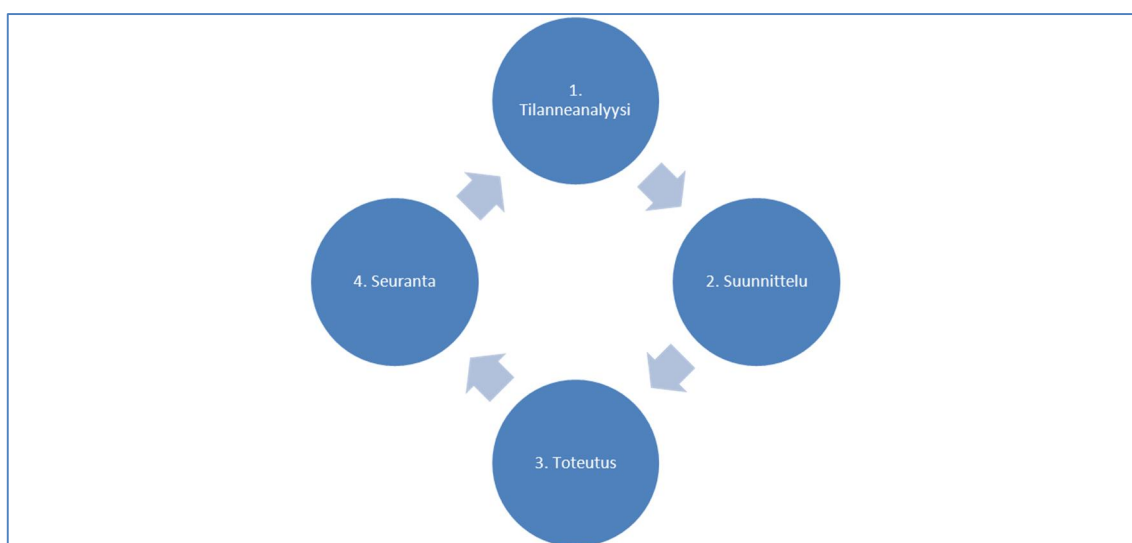 1.
Tilanneanalyysi
2. Suunnittelu
3. Toteutus
4. Seuranta